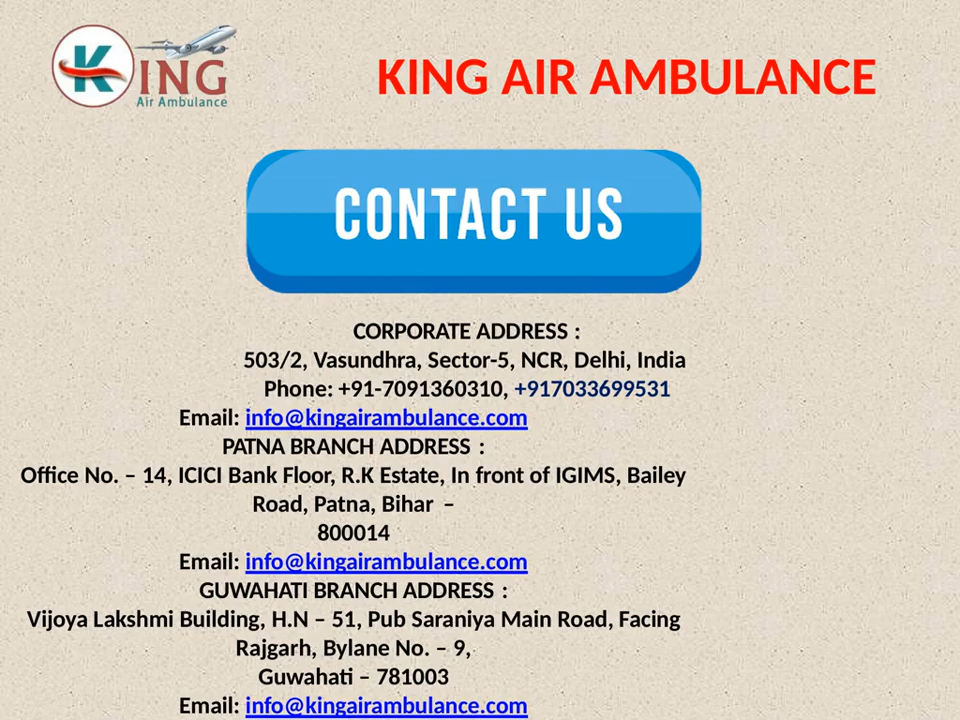 KING
Air Ambulance
KING AIR AMBULANCE
CONTACT US
CORPORATE ADDRESS :
503/2, Vasundhra, Sector-5, NCR, Delhi, India
Phone: +91-7091360310, +917033699531
Email: info@kingairambulance.com
PATNA BRANCH ADDRESS :
Office No. – 14, ICICI Bank Floor, R.K Estate, In front of IGIMS, Bailey
Road, Patna, Bihar –
800014
Email: info@kingairambulance.com
GUWAHATI BRANCH ADDRESS :
Vijoya Lakshmi Building, H.N – 51, Pub Saraniya Main Road, Facing
Rajgarh, Bylane No. – 9,
Guwahati – 781003
Email: info@kingairambulance.com